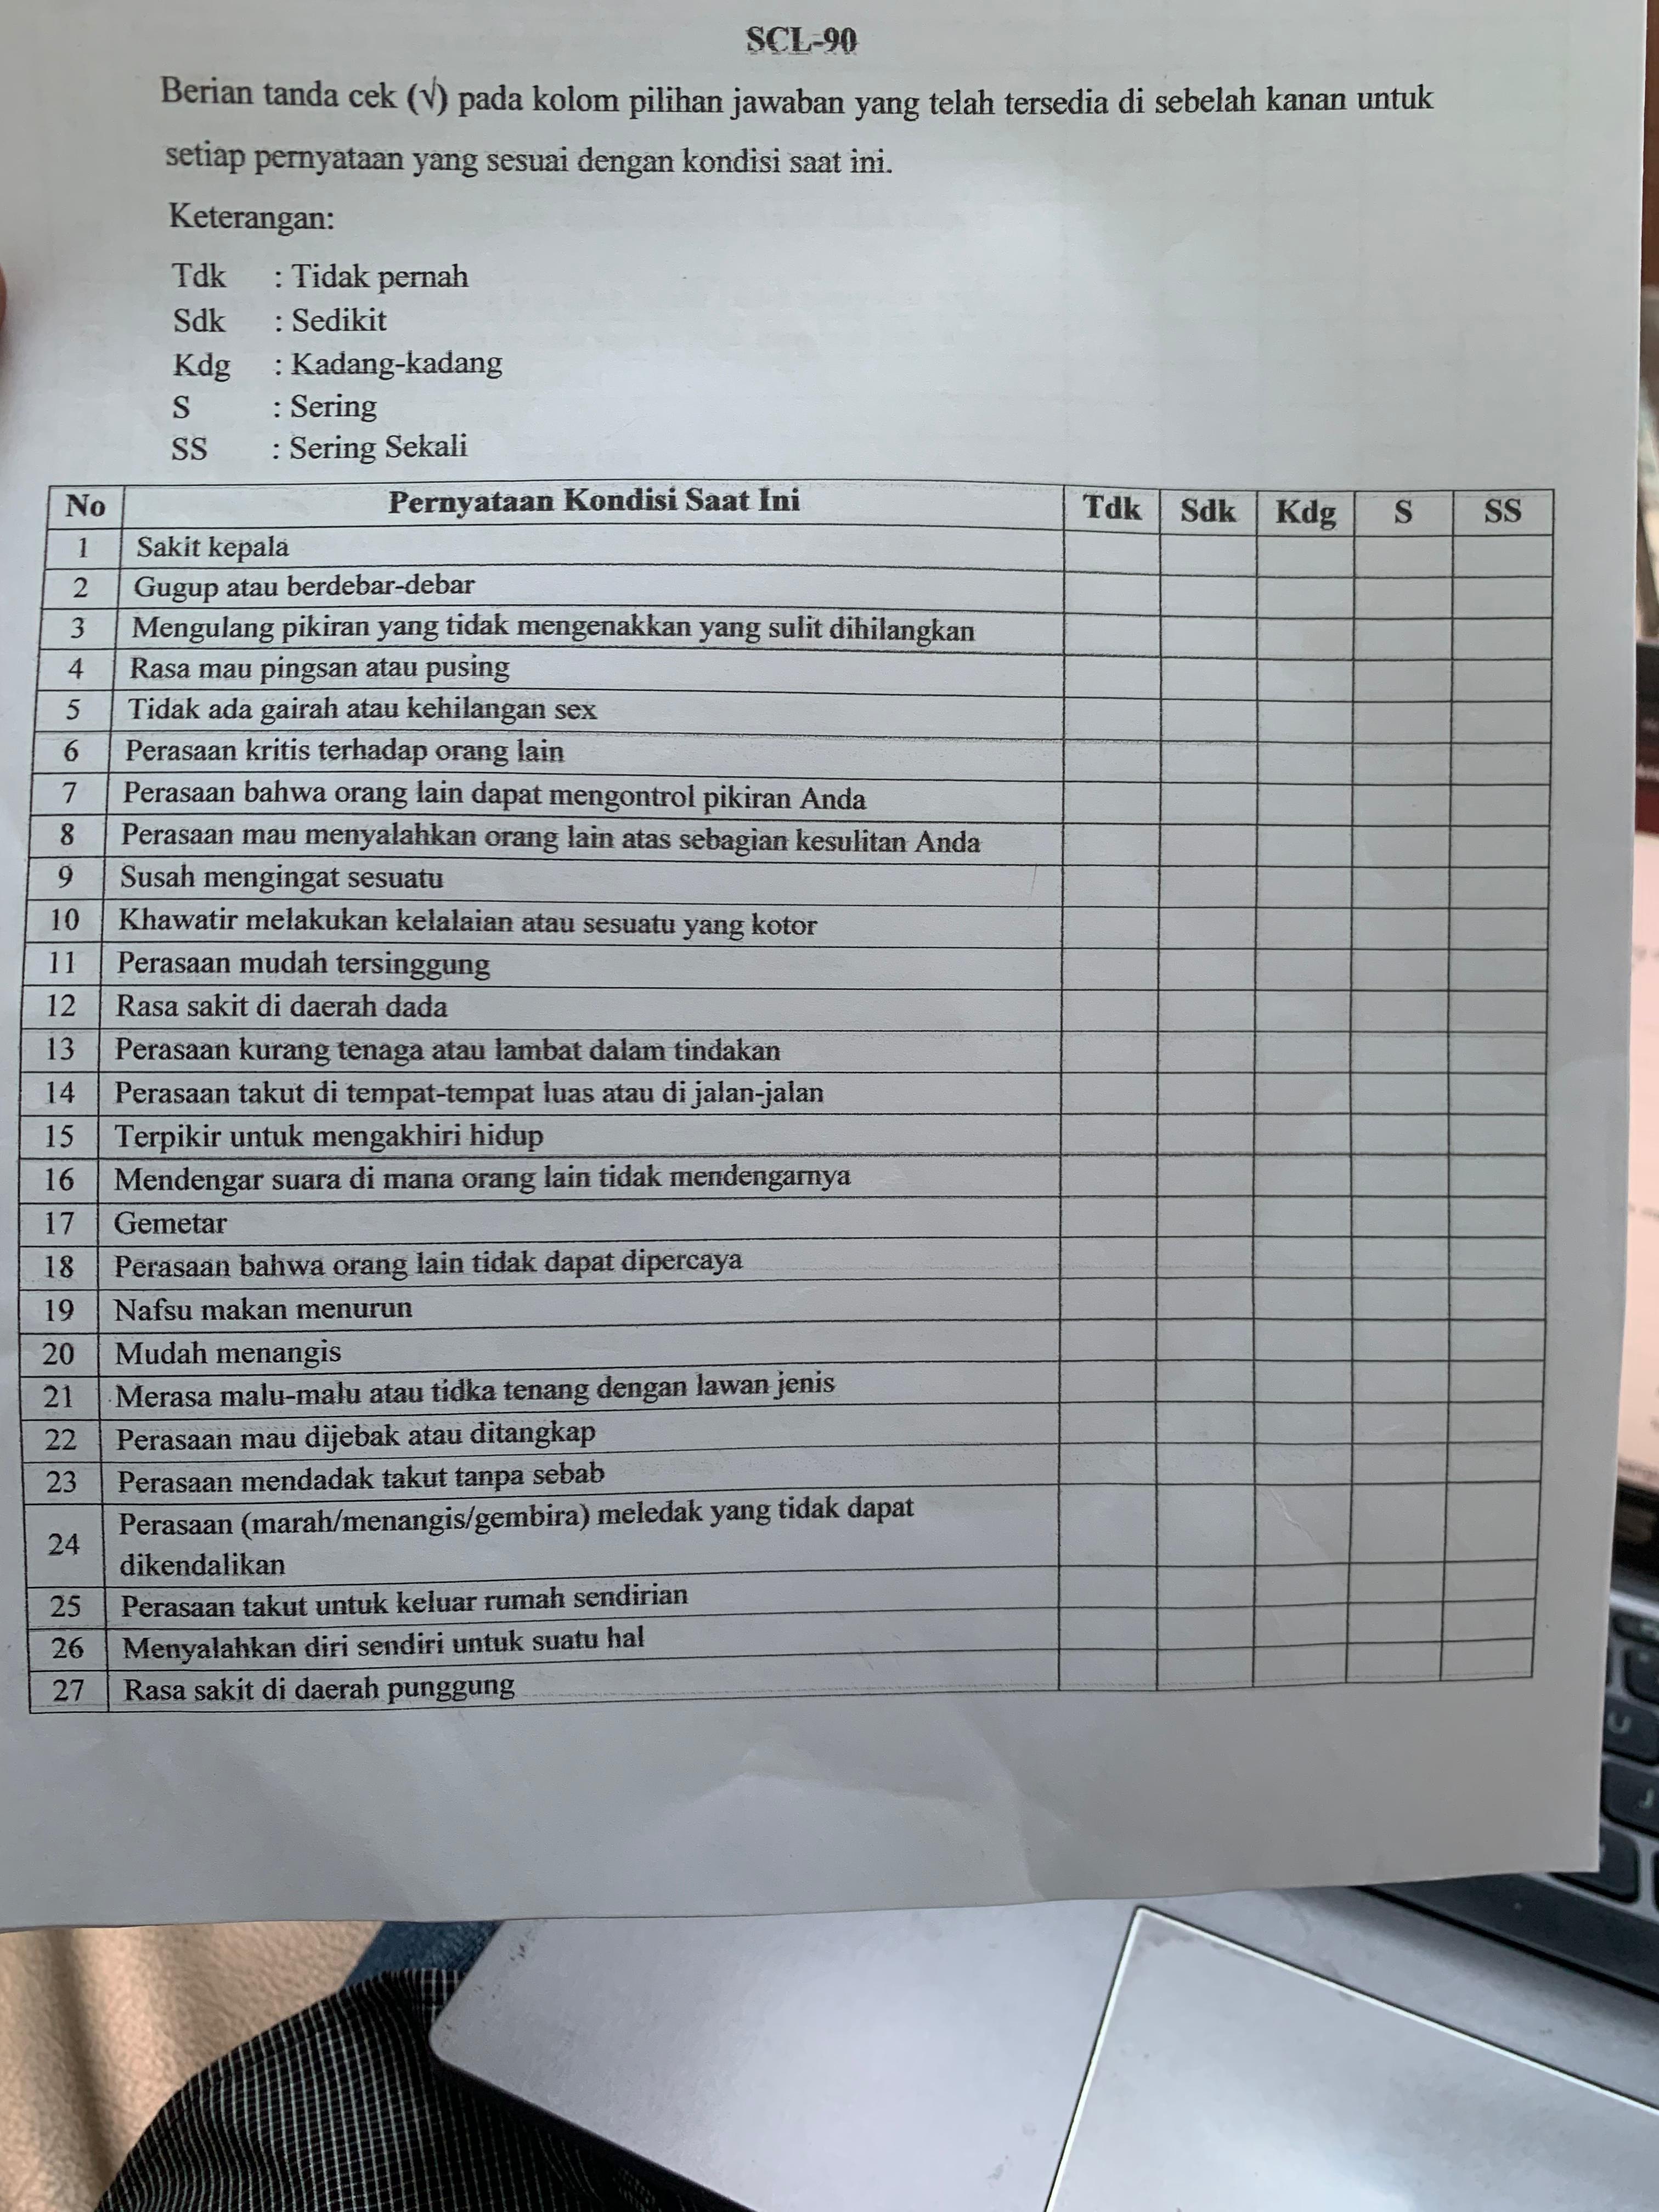 SCL-90
Berian tanda cek (√) pada kolom pilihan jawaban yang telah tersedia di sebelah kanan untuk
setiap pernyataan yang sesuai dengan kondisi saat ini.
Keterangan:
Tdk : Tidak pernah
Sdk : Sedikit
Kdg : Kadang-kadang
S : Sering
SS : Sering Sekali
No Pernyataan Kondisi Saat Ini Tdk Sdk Kdg S SS
1 Sakit kepala
2 Gugup atau berdebar-debar
3 Mengulang pikiran yang tidak mengenakkan yang sulit dihilangkan
4 Rasa mau pingsan atau pusing
5 Tidak ada gairah atau kehilangan sex
6 Perasaan kritis terhadap orang lain
7 Perasaan bahwa orang lain dapat mengontrol pikiran Anda
8 Perasaan mau menyalahkan orang lain atas sebagian kesulitan Anda
9 Susah mengingat sesuatu
10 Khawatir melakukan kelalaian atau sesuatu yang kotor
11 Perasaan mudah tersinggung
12 Rasa sakit di daerah dada
13 Perasaan kurang tenaga atau lambat dalam tindakan
14 Perasaan takut di tempat-tempat luas atau di jalan-jalan
15 Terpikir untuk mengakhiri hidup
16 Mendengar suara di mana orang lain tidak mendengarnya
17 Gemetar
18 Perasaan bahwa orang lain tidak dapat dipercaya
19 Nafsu makan menurun
20 Mudah menangis
21 Merasa malu-malu atau tidka tenang dengan lawan jenis
22 Perasaan mau dijebak atau ditangkap
23 Perasaan mendadak takut tanpa sebab
24 Perasaan (marah/menangis/gembira) meledak yang tidak dapat
dikendalikan
25 Perasaan takut untuk keluar rumah sendirian
26 Menyalahkan diri sendiri untuk suatu hal
27 Rasa sakit di daerah punggung
U
J